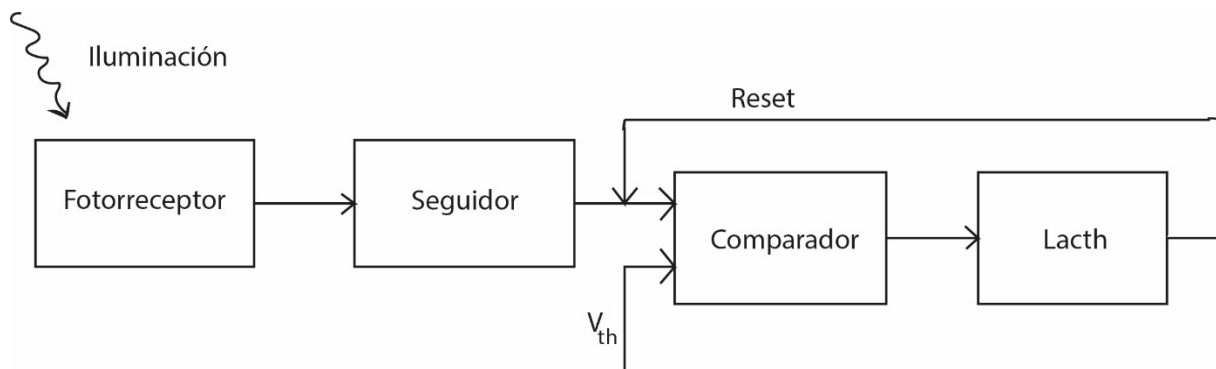 Iluminación
Reset
Fotorreceptor
Seguidor
Comparador
Lacth
Vth